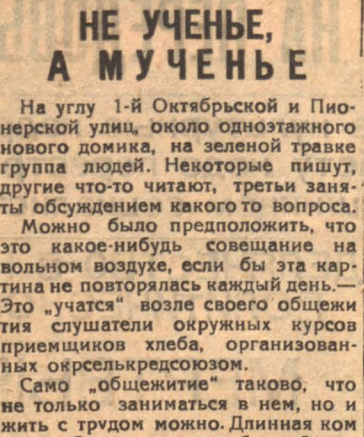 НЕ УЧЕНЬЕ,
А МУЧЕНЬЕ
На углу 1-й Октябрьской и Пио-
нерской улиц, около одноэтажного
нового домика, на зеленой травке
группа людей. Некоторые пишут,
другие что-то читают, третьи заня-
ты обсуждением какого то вопроса.
Можно было предположить, что
это какое-нибудь совещание на
вольном воздухе, если бы эта кар-
тина не повторялась каждый день.—
Это „учатся“ возле своего общежи
тия слушатели окружных курсов
приемщиков хлеба, организован-
ных окрселькредсоюзом.
Само „общежитие“ таково, что
не только заниматься в нем, но и
жить с трудом можно. Длинная ком